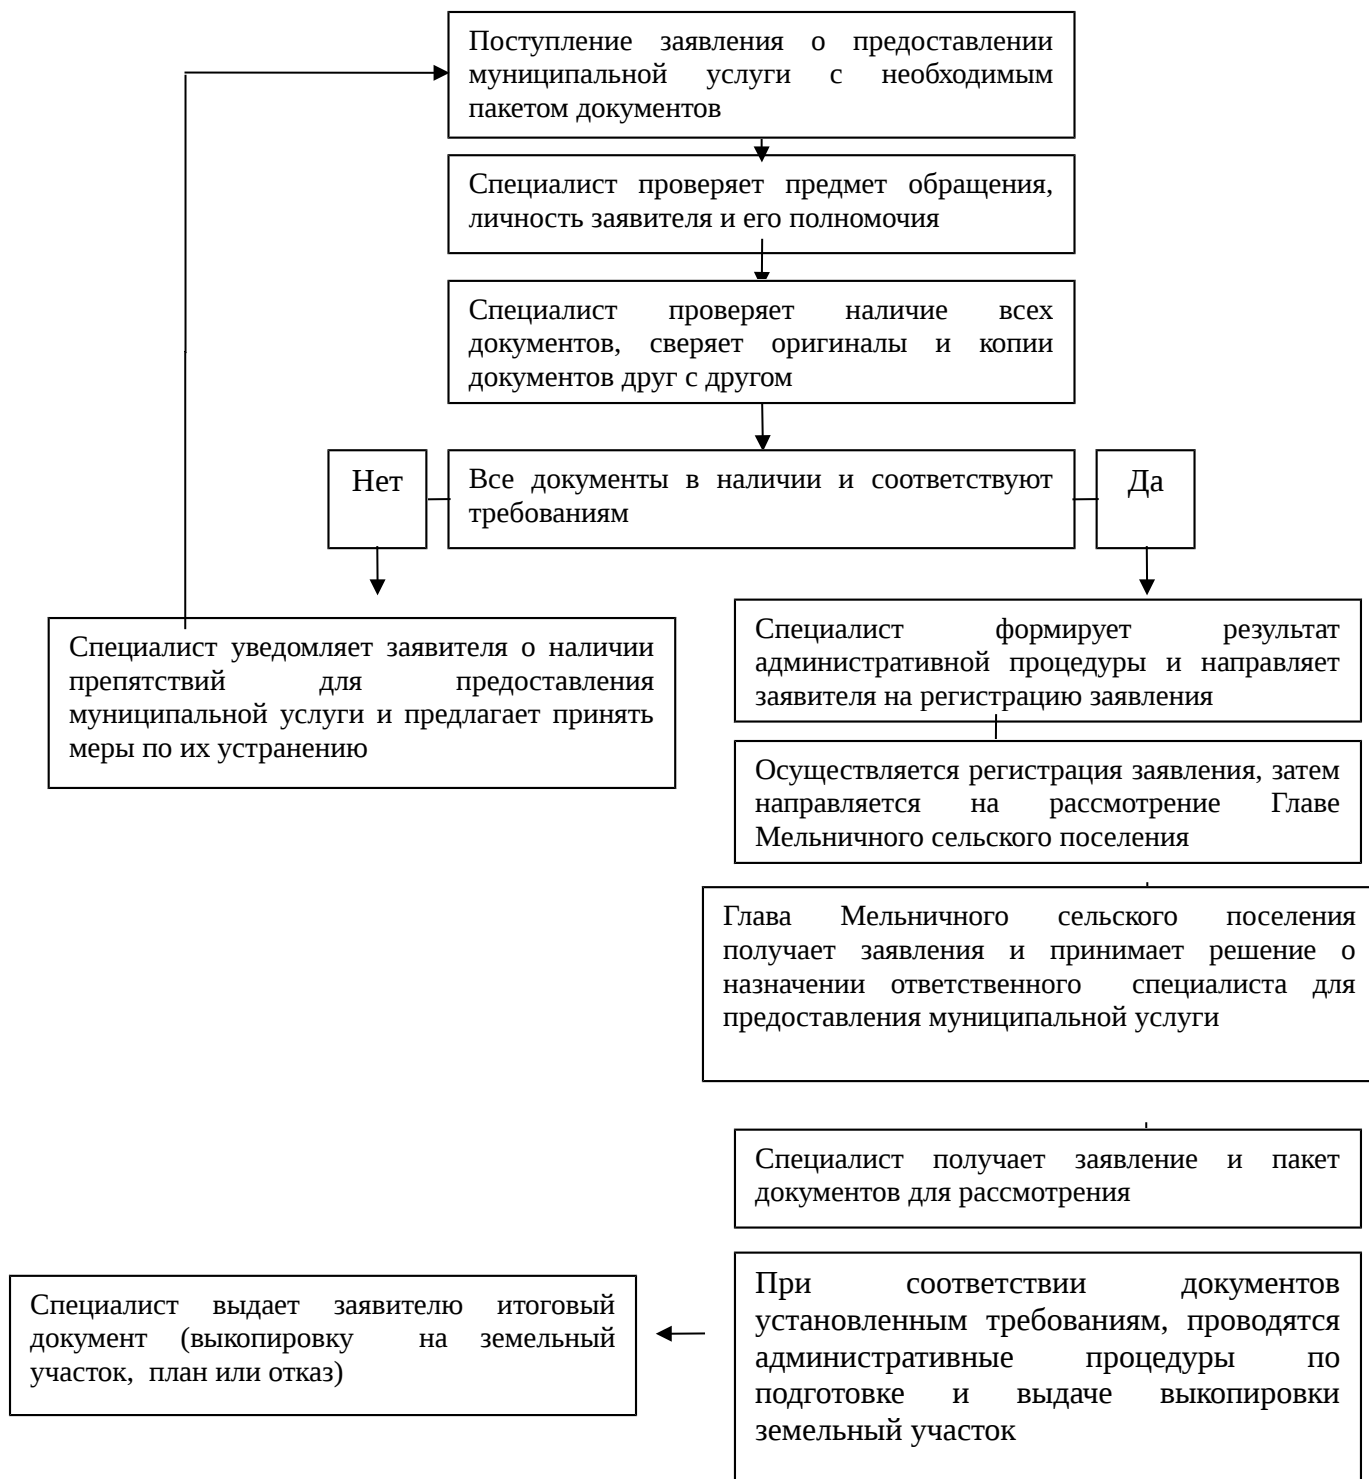 Поступление заявления о предоставлении
муниципальной услуги с необходимым
пакетом документов
Специалист проверяет предмет обращения,
личность заявителя и его полномочия
Специалист проверяет наличие всех
документов, сверяет оригиналы и копии
документов друг с другом
Нет
Все документы в наличии и соответствуют
требованиям
Да
Специалист уведомляет заявителя о наличии
препятствий для предоставления
муниципальной услуги и предлагает принять
меры по их устранению
Специалист формирует результат
административной процедуры и направляет
заявителя на регистрацию заявления
Осуществляется регистрация заявления, затем
направляется на рассмотрение Главе
Мельничного сельского поселения
Глава Мельничного сельского поселения
получает заявления и принимает решение о
назначении ответственного специалиста для
предоставления муниципальной услуги
Специалист получает заявление и пакет
документов для рассмотрения
При соответствии документов
установленным требованиям, проводятся
административные процедуры по
подготовке и выдаче выкопировки
земельный участок
Специалист выдает заявителю итоговый
документ (выкопировку на земельный
участок, план или отказ)